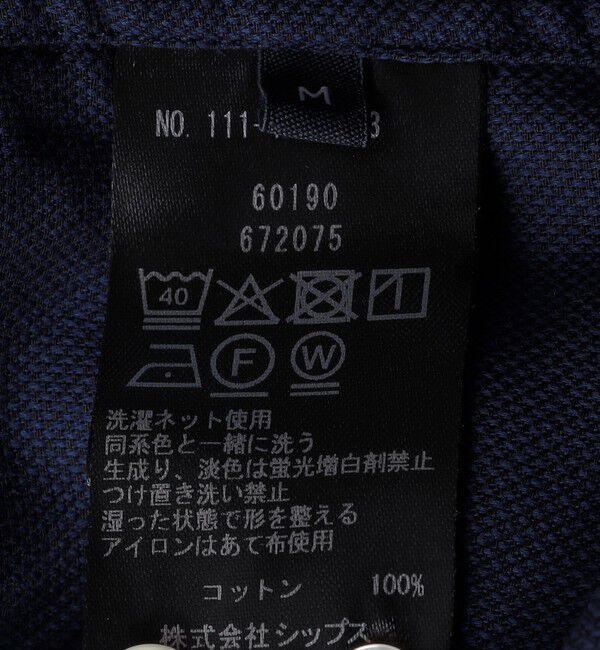 M
NO. 111- 3
60190
672075
40
F W
洗濯ネット使用
同系色と一緒に洗う
生成り、淡色は蛍光増白剤禁止
つけ置き洗い禁止
湿った状態で形を整える
アイロンはあて布使用
コットン 100%
株式会社シップス